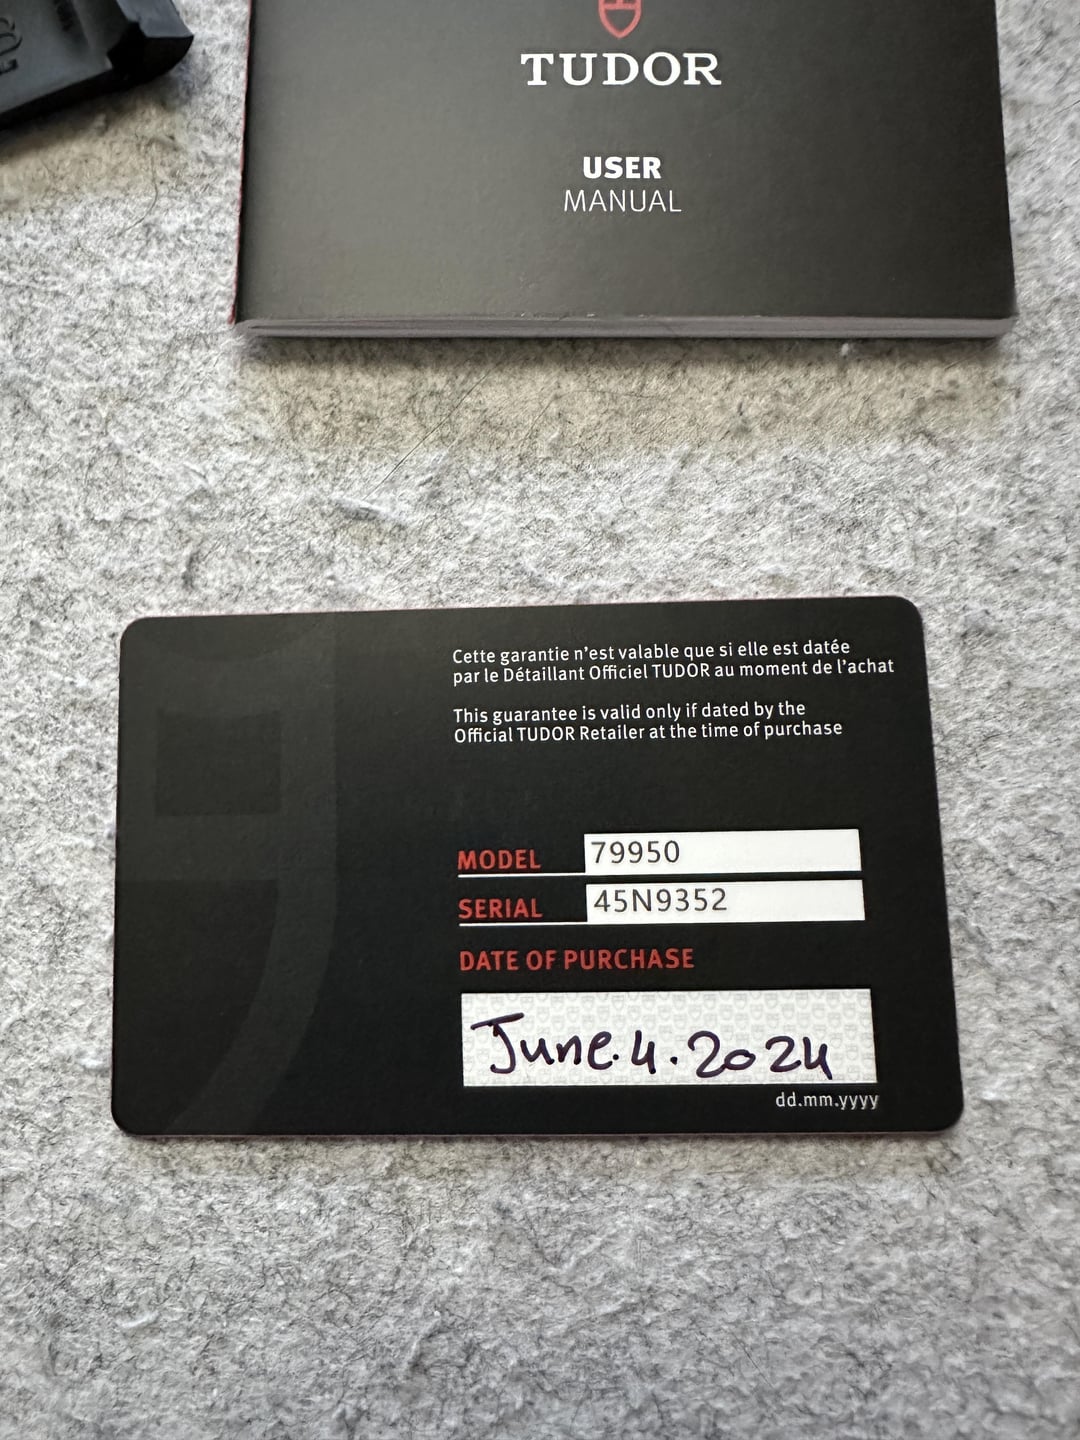 TUDOR
USER
MANUAL
Cette garantie n'est valable que si elle est datée
par le Détaillant Officiel TUDOR au moment de l'achat
This guarantee is valid only if dated by the
Official TUDOR Retailer at the time of purchase
MODEL 79950
SERIAL 45N9352
DATE OF PURCHASE
June.4.2024
dd.mm.yyyy